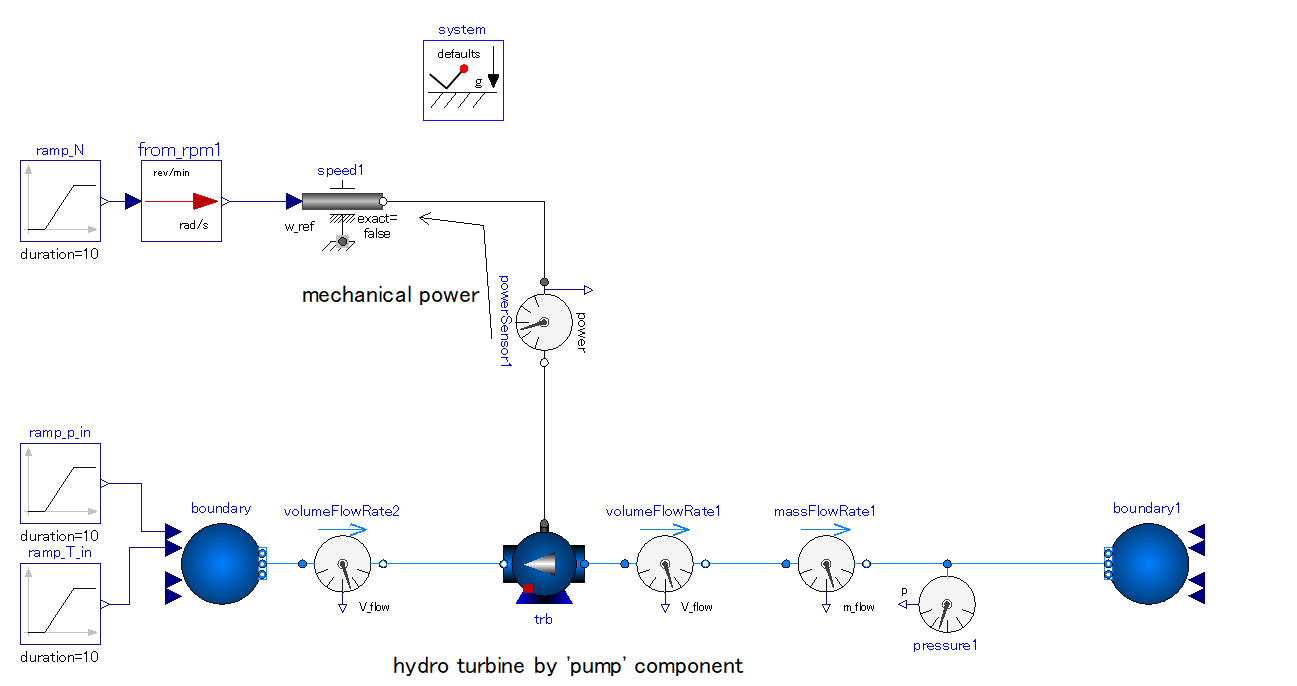 system
defaults
g
ramp_N
duration=10
from_rpm1
rev/min
rad/s
speed1
w_ref
exact=
false
mechanical power
powerSensor1
power
ramp_p_in
duration=10
ramp_T_in
duration=10
boundary
volumeFlowRate2
V_flow
trb
volumeFlowRate1
V_flow
massFlowRate1
m_flow
p
pressure1
boundary1
hydro turbine by 'pump' component